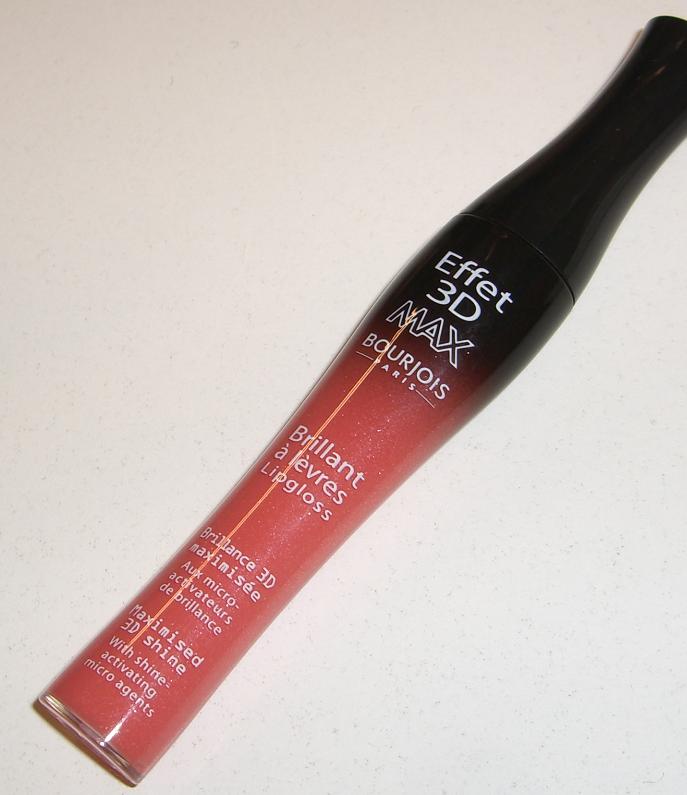 Effet
3D
MAX
BOURJOIS
PARIS
Brillant
à lèvres
Lipgloss
Brillance 3D
maximisée
Aux micro-
activateurs
de brillance
Maximised
3D shine
With shine-
activating
micro agents